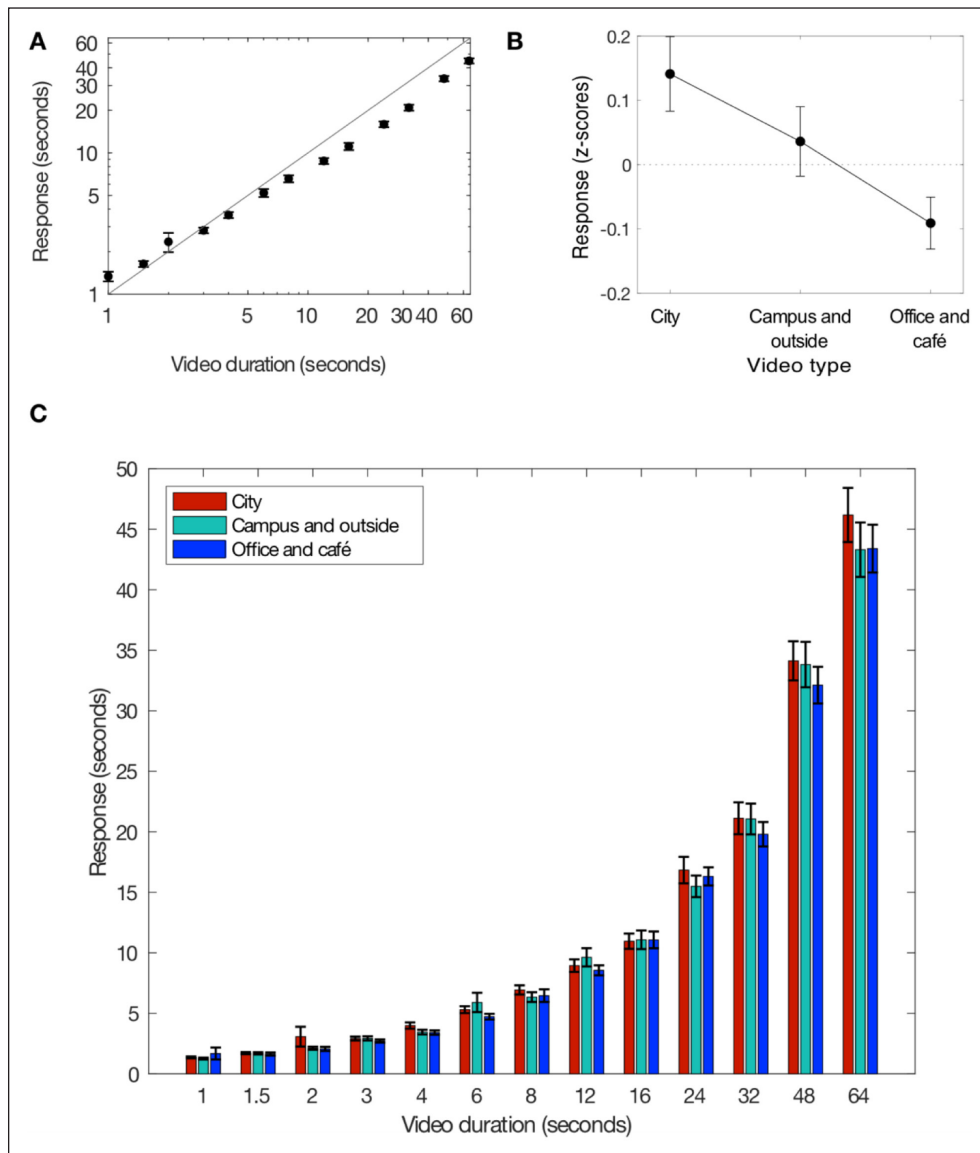 A
Response (seconds)
60
40
30
20
10
5
1
1
5
10
20
30
40
60
Video duration (seconds)
B
Response (z-scores)
0.2
0.1
0
-0.1
-0.2
City
Campus and
outside
Office and
café
Video type
C
Response (seconds)
50
45
40
35
30
25
20
15
10
5
0
City
Campus and outside
Office and café
1
1.5
2
3
4
6
8
12
16
24
32
48
64
Video duration (seconds)